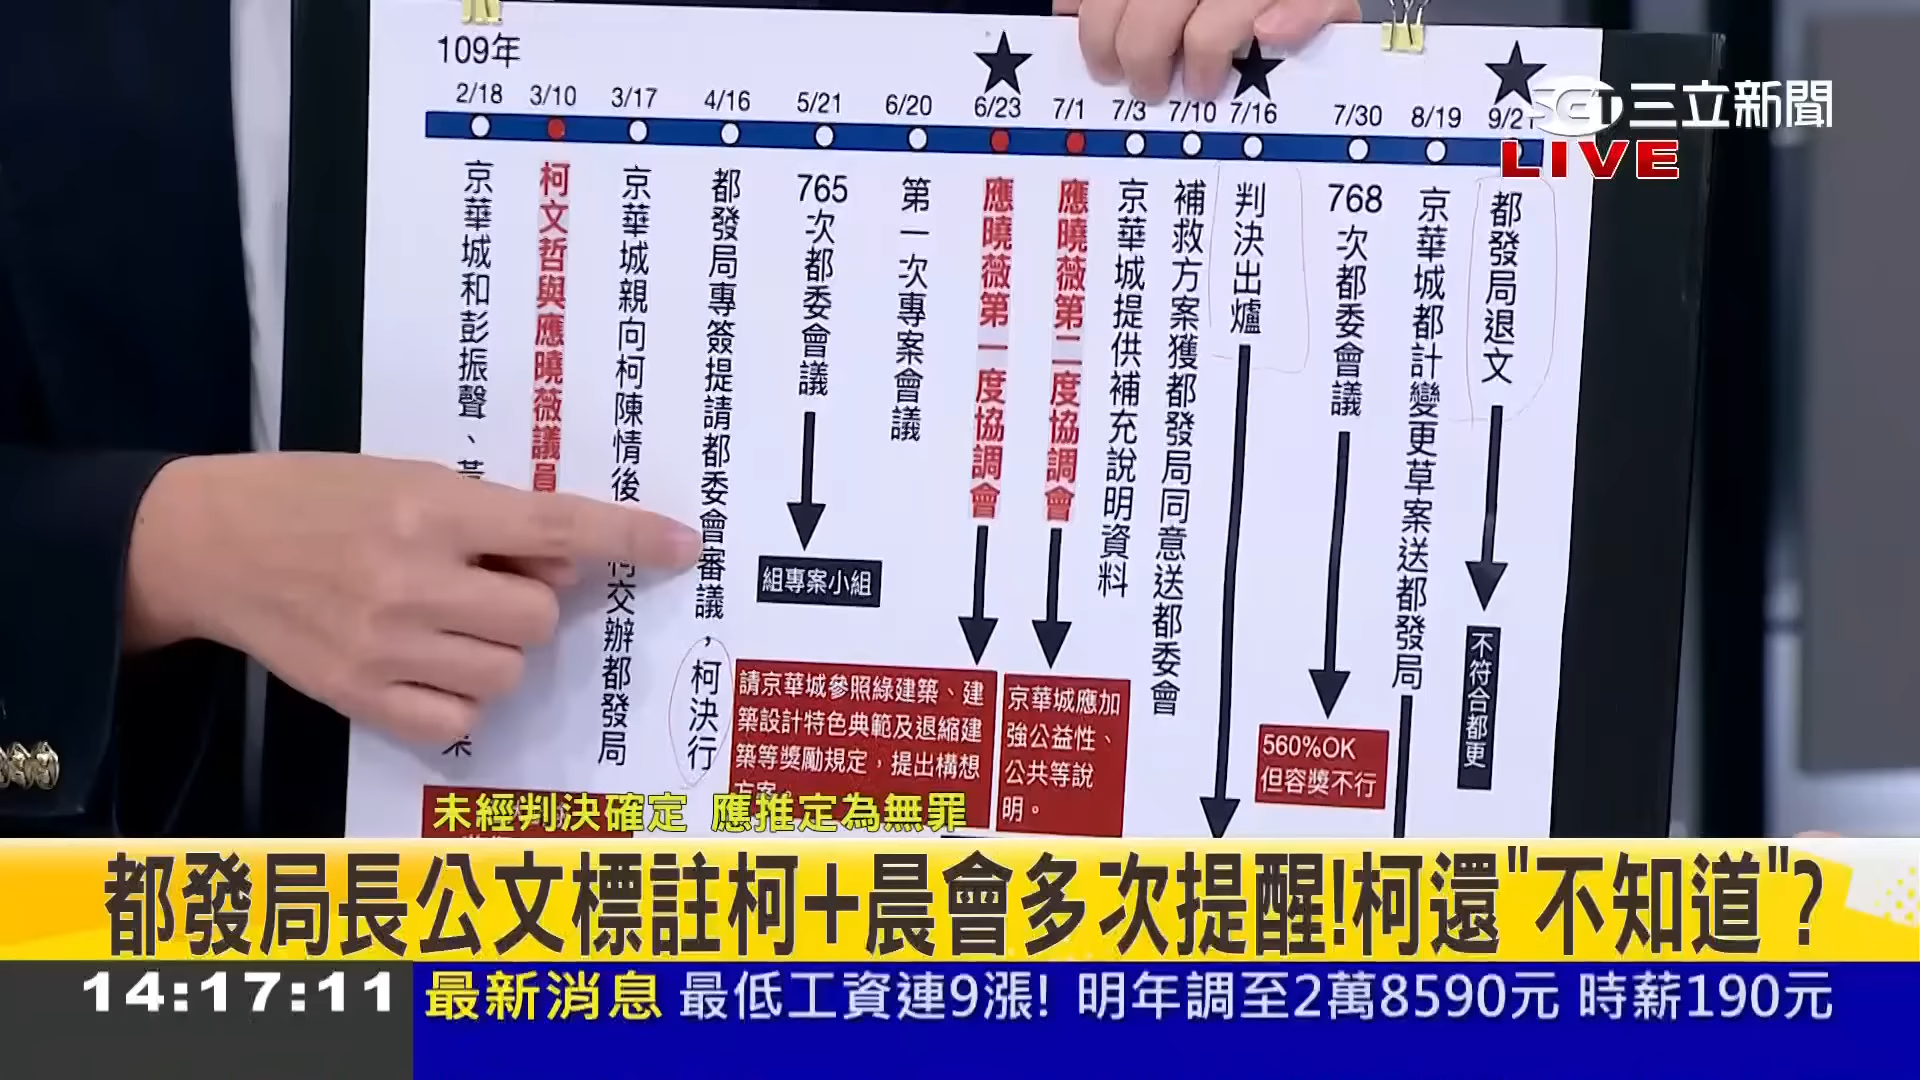 109年
2/18
3/10
3/17
4/16
5/21
6/20
6/23
7/1
7/3
7/10
7/16
7/30
8/19
9/21
SET三立新聞
LIVE
京華城和彭振聲、黃
柯文哲與應曉薇議員
京華城親向柯陳情後
柯交辦都發局
都發局專簽提請都委會審議，柯決行
765次都委會議
組專案小組
第一次專案會議
應曉薇第一度協調會
請京華城參照綠建築、建
築設計特色典範及退縮建
築等獎勵規定，提出構想
方案。
應曉薇第二度協調會
京華城應加
強公益性、
公共等說
明。
京華城提供補充說明資料
補救方案獲都發局同意送都委會
判決出爐
768次都委會議
560%OK
但容獎不行
京華城都計變更草案送都發局
都發局退文
不符合都更
未經判決確定 應推定為無罪
都發局長公文標註柯+晨會多次提醒!柯還"不知道"?
14:17:11
最新消息 最低工資連9漲! 明年調至2萬8590元 時薪190元